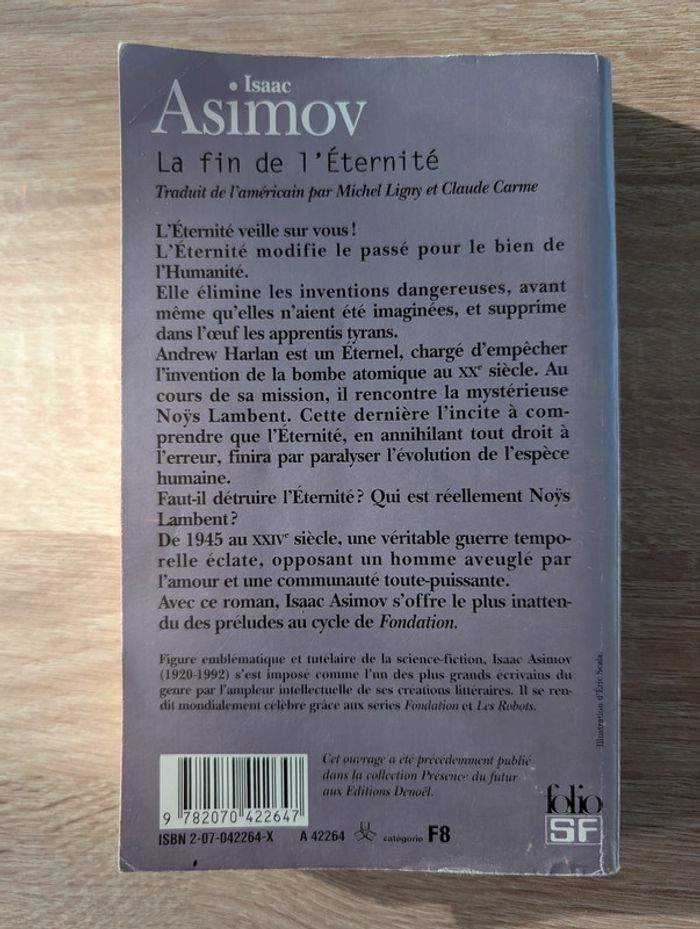 Isaac
Asimov
La fin de l'Éternité
Traduit de l'américain par Michel Ligny et Claude Carme
L'Éternité veille sur vous !
L'Éternité modifie le passé pour le bien de
l'Humanité.
Elle élimine les inventions dangereuses, avant
même qu'elles n'aient été imaginées, et supprime
dans l'œuf les apprentis tyrans.
Andrew Harlan est un Éternel, chargé d'empêcher
l'invention de la bombe atomique au XXe siècle. Au
cours de sa mission, il rencontre la mystérieuse
Noÿs Lambent. Cette dernière l'incite à com-
prendre que l'Éternité, en annihilant tout droit à
l'erreur, finira par paralyser l'évolution de l'espèce
humaine.
Faut-il détruire l'Éternité ? Qui est réellement Noÿs
Lambent ?
De 1945 au XXIVe siècle, une véritable guerre tempo-
relle éclate, opposant un homme aveuglé par
l'amour et une communauté toute-puissante.
Avec ce roman, Isaac Asimov s'offre le plus inatten-
du des préludes au cycle de Fondation.
Figure emblématique et tutélaire de la science-fiction, Isaac Asimov
(1920-1992) s'est imposé comme l'un des plus grands écrivains du
genre par l'ampleur intellectuelle de ses créations littéraires. Il se ren-
dit mondialement célèbre grâce aux séries Fondation et Les Robots.
Illustration d'Éric Scala.
Cet ouvrage a été précédemment publié
dans la collection Présence du futur
aux Editions Denoël.
9 782070 422647
ISBN 2-07-042264-X A 42264 catégorie F8
folio
SF